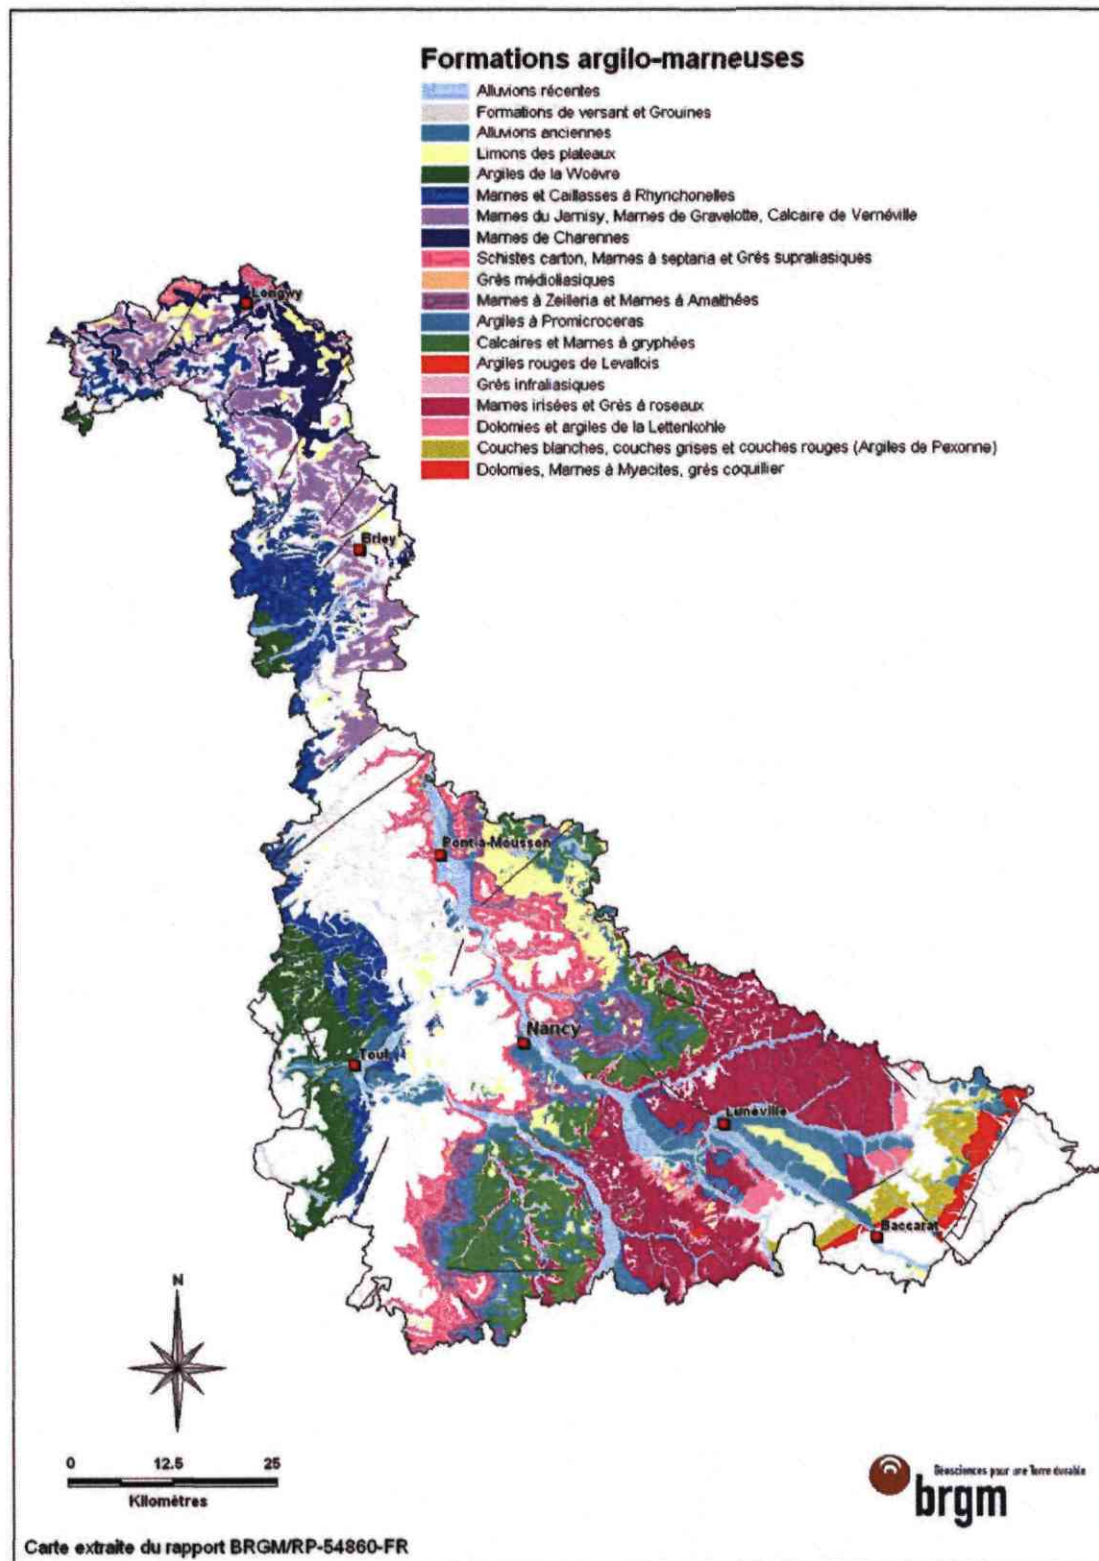 Formations argilo-marneuses
Alluvions récentes
Formations de versant et Grouines
Alluvions anciennes
Limons des plateaux
Argiles de la Woëvre
Marnes et Caillasses à Rhynchonelles
Marnes du Jarnisy, Marnes de Gravelotte, Calcaire de Vernéville
Marnes de Charennes
Schistes carton, Marnes à septaria et Grès supraliasiques
Grès médioliasiques
Marnes à Zeilleria et Marnes à Amalthées
Argiles à Promicroceras
Calcaires et Marnes à gryphées
Argiles rouges de Levallois
Grès infraliasiques
Marnes irisées et Grès à roseaux
Dolomies et argiles de la Lettenkohle
Couches blanches, couches grises et couches rouges (Argiles de Pexonne)
Dolomies, Marnes à Myacites, grès coquillier
Longwy
Briey
Pont-à-Mousson
Nancy
Toul
Lunéville
Baccarat
N
0 12.5 25
Kilomètres
Géosciences pour une Terre durable
brgm
Carte extraite du rapport BRGM/RP-54860-FR